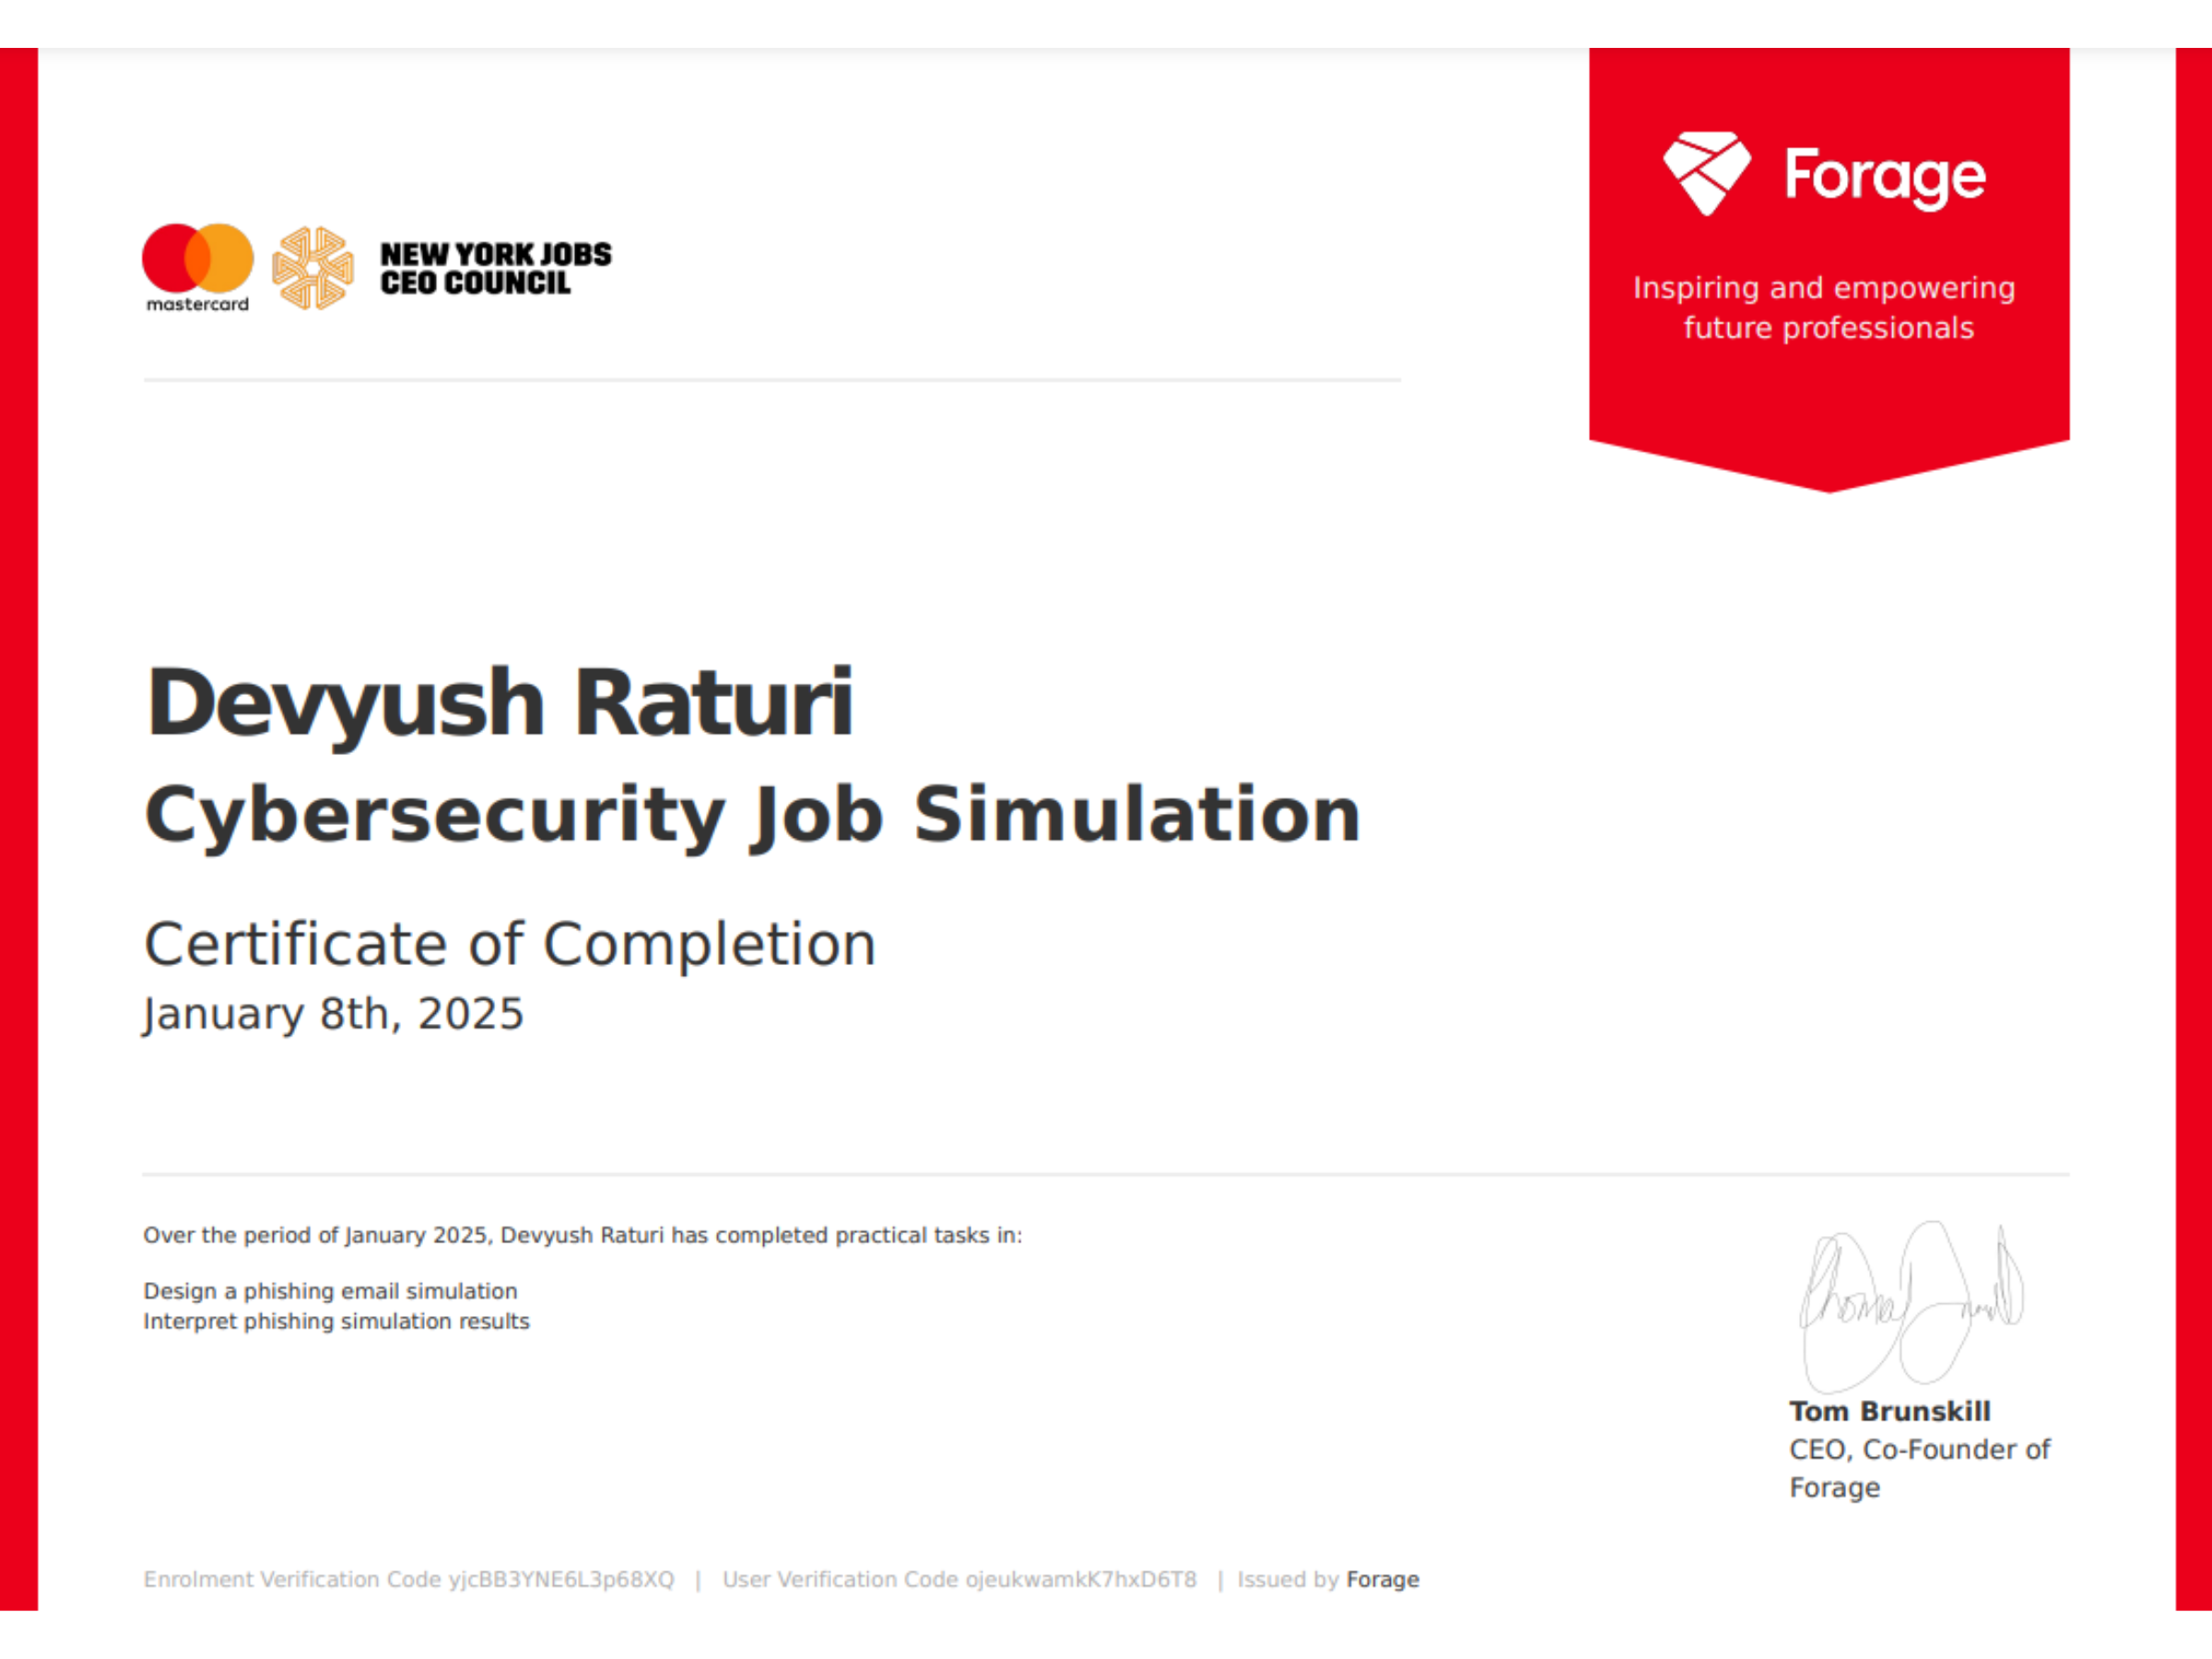 Forage
Inspiring and empowering
future professionals
mastercard
NEW YORK JOBS
CEO COUNCIL
Devyush Raturi
Cybersecurity Job Simulation
Certificate of Completion
January 8th, 2025
Over the period of January 2025, Devyush Raturi has completed practical tasks in:
Design a phishing email simulation
Interpret phishing simulation results
Tom Brunskill
CEO, Co-Founder of
Forage
Enrolment Verification Code yjcBB3YNE6L3p68XQ | User Verification Code ojeukwamkK7hxD6T8 | Issued by Forage